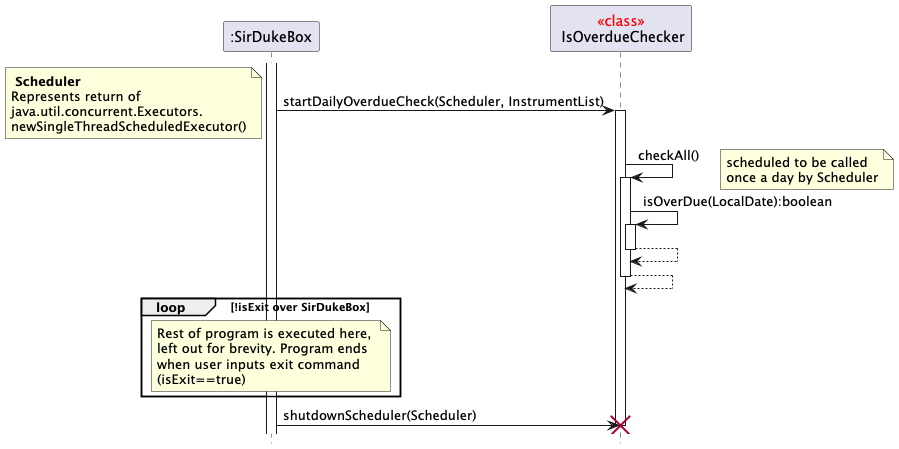 :SirDukeBox
«class»
IsOverdueChecker
Scheduler
Represents return of
java.util.concurrent.Executors.
newSingleThreadScheduledExecutor()
startDailyOverdueCheck(Scheduler, InstrumentList)
checkAll()
scheduled to be called
once a day by Scheduler
isOverDue(LocalDate):boolean
loop
[!isExit over SirDukeBox]
Rest of program is executed here,
left out for brevity. Program ends
when user inputs exit command
(isExit==true)
shutdownScheduler(Scheduler)